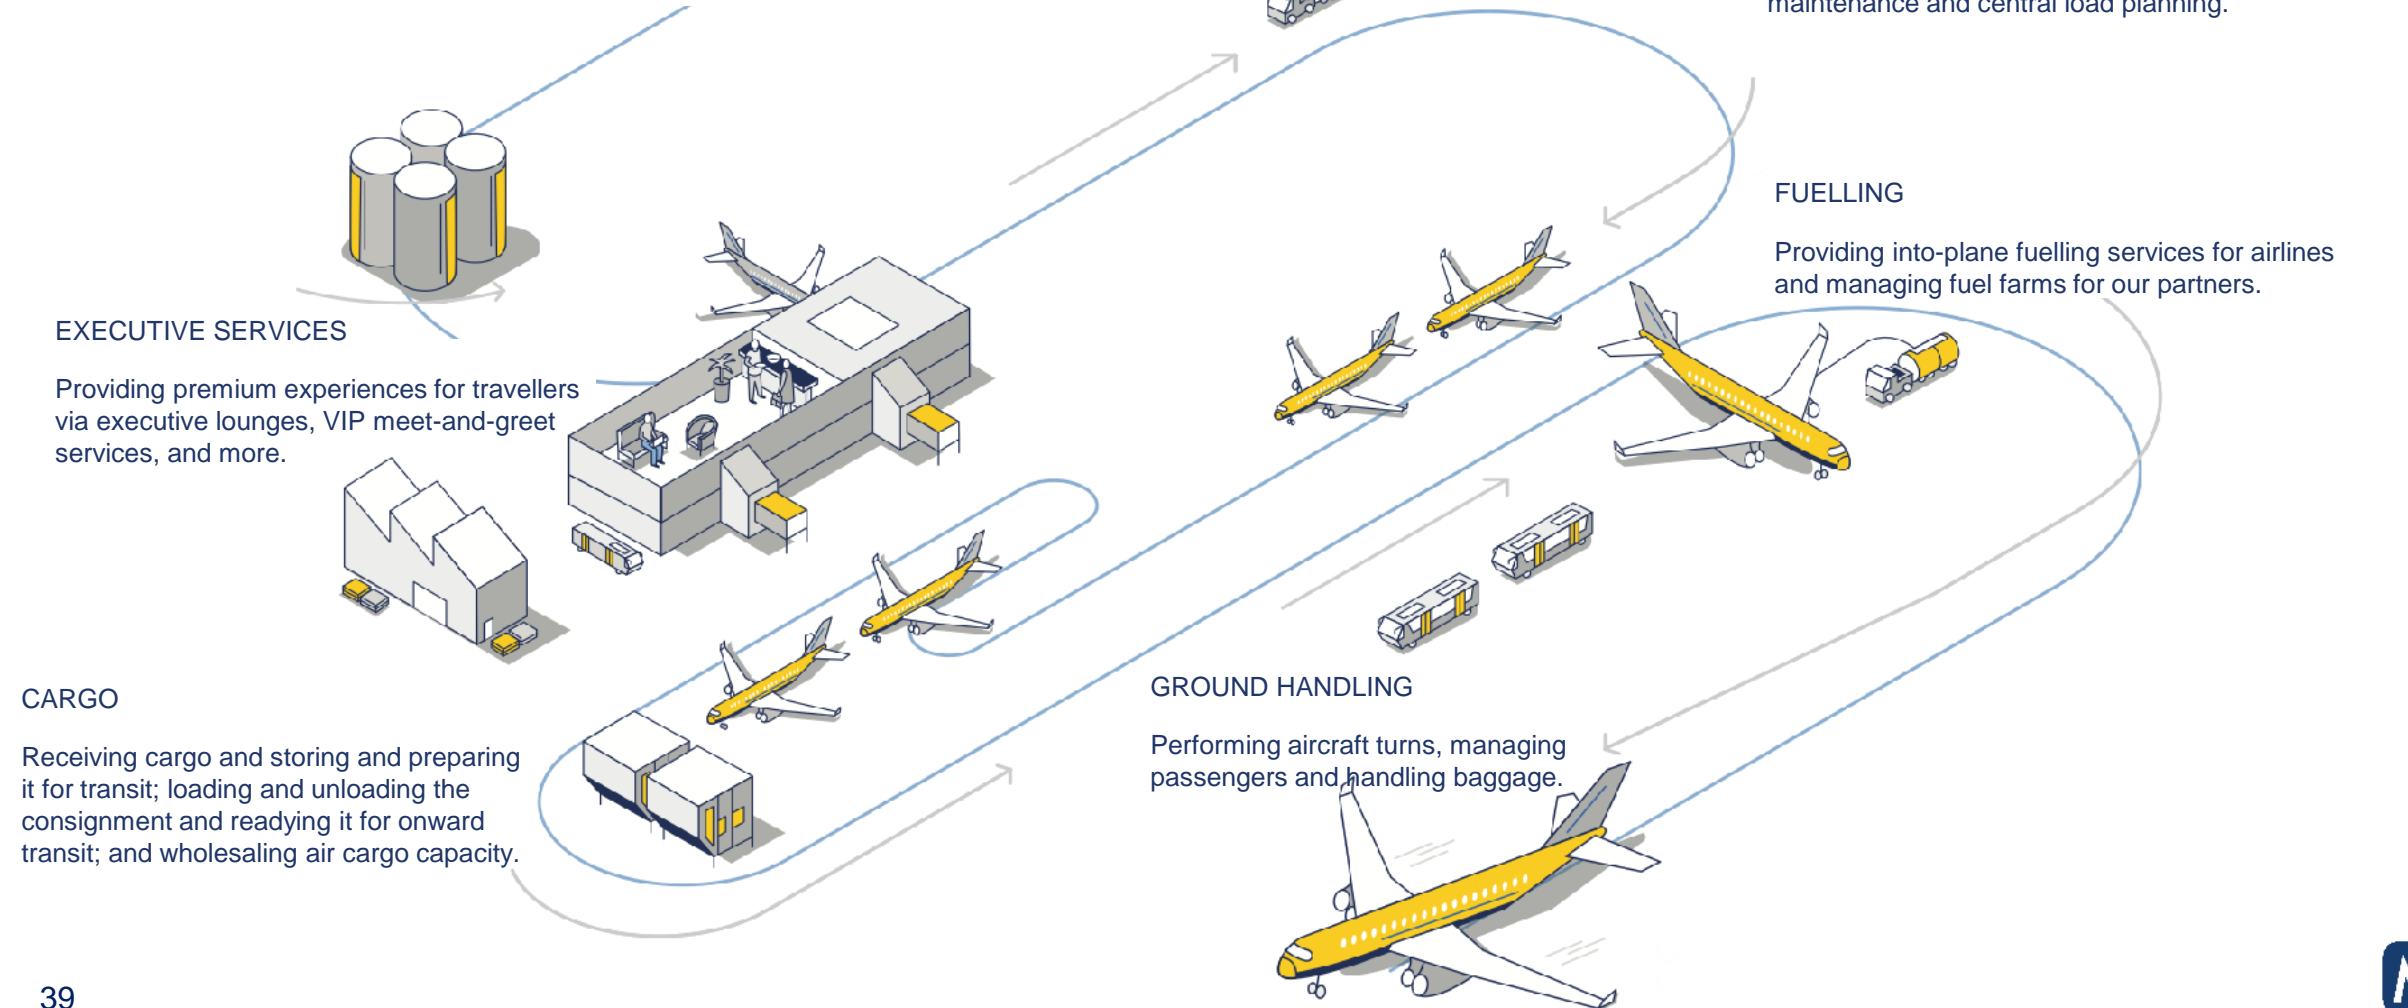 maintenance and central load planning.
FUELLING
Providing into-plane fuelling services for airlines
and managing fuel farms for our partners.
EXECUTIVE SERVICES
Providing premium experiences for travellers
via executive lounges, VIP meet-and-greet
services, and more.
CARGO
Receiving cargo and storing and preparing
it for transit; loading and unloading the
consignment and readying it for onward
transit; and wholesaling air cargo capacity.
GROUND HANDLING
Performing aircraft turns, managing
passengers and handling baggage.
39